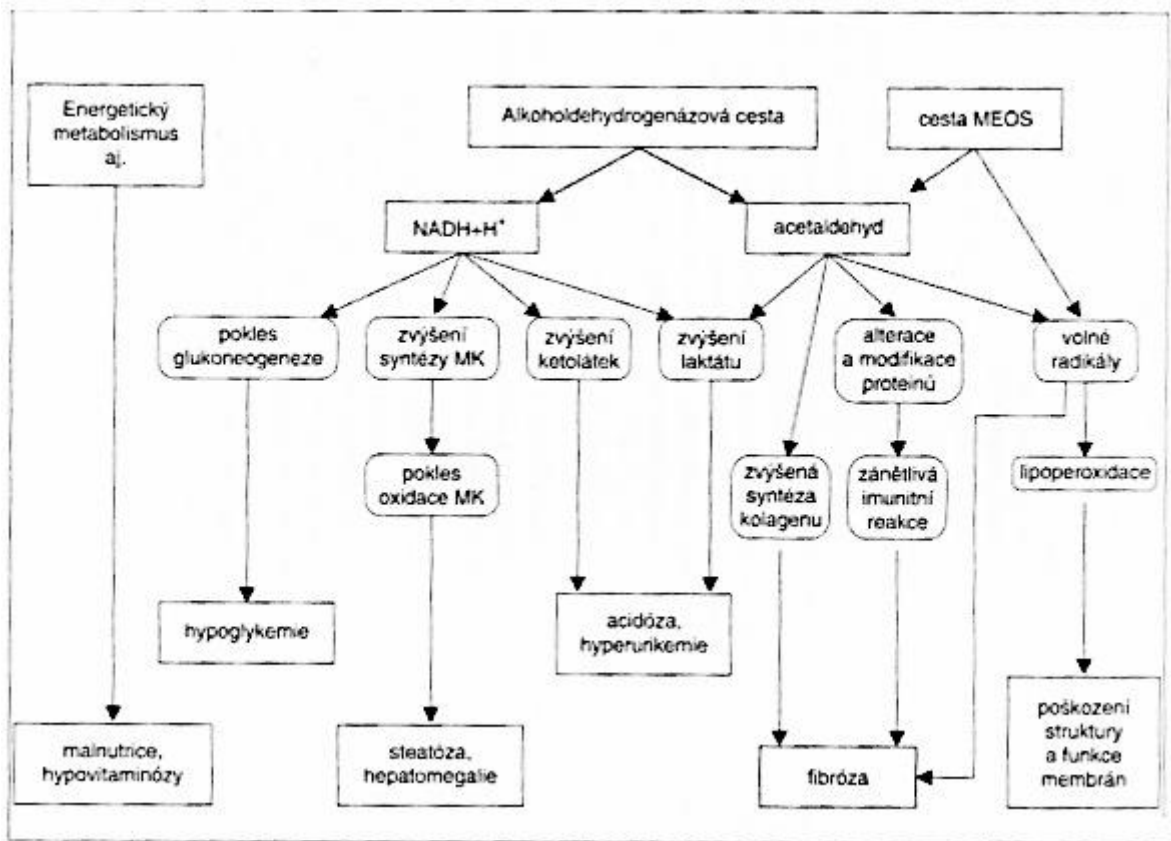 Energetický
metabolismus
aj.
Alkoholdehydrogenázová cesta
cesta MEOS
NADH+H+
acetaldehyd
pokles
glukoneogeneze
zvýšení
syntézy MK
zvýšení
ketolátek
zvýšení
laktátu
alterace
a modifikace
proteinů
volné
radikály
pokles
oxidace MK
zvýšená
syntéza
kolagenu
zánětlivá
imunitní
reakce
lipoperoxidace
hypoglykemie
acidóza,
hyperurikemie
malnutrice,
hypovitaminózy
steatóza,
hepatomegalie
fibróza
poškození
struktury
a funkce
membrán